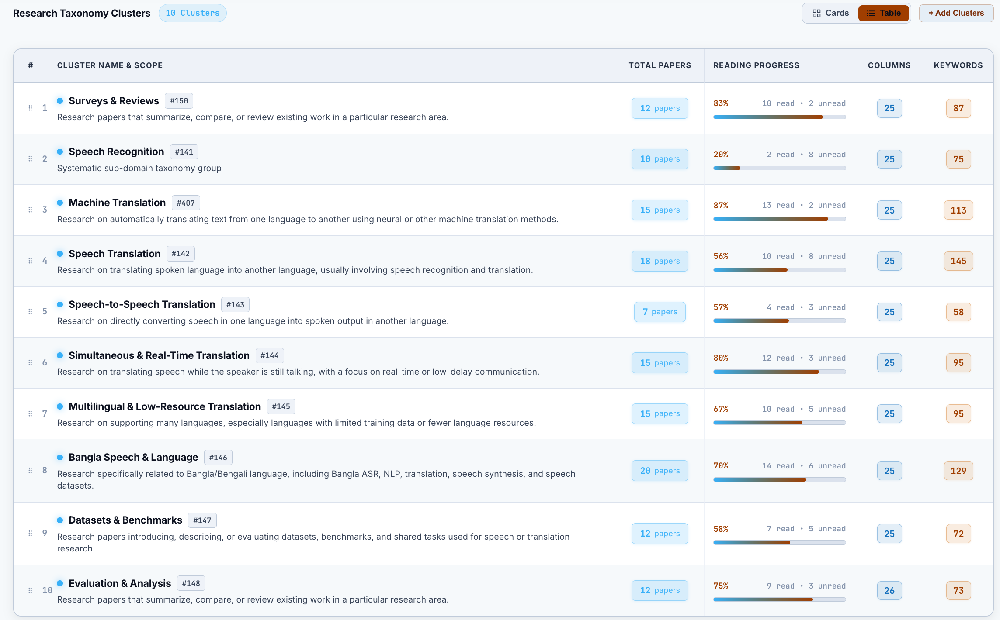 Research Taxonomy Clusters 10 Clusters Cards Table + Add Clusters
# CLUSTER NAME & SCOPE TOTAL PAPERS READING PROGRESS COLUMNS KEYWORDS
1 Surveys & Reviews #150
Research papers that summarize, compare, or review existing work in a particular research area.
12 papers
83% 10 read • 2 unread
25
87
2 Speech Recognition #141
Systematic sub-domain taxonomy group
10 papers
20% 2 read • 8 unread
25
75
3 Machine Translation #407
Research on automatically translating text from one language to another using neural or other machine translation methods.
15 papers
87% 13 read • 2 unread
25
113
4 Speech Translation #142
Research on translating spoken language into another language, usually involving speech recognition and translation.
18 papers
56% 10 read • 8 unread
25
145
5 Speech-to-Speech Translation #143
Research on directly converting speech in one language into spoken output in another language.
7 papers
57% 4 read • 3 unread
25
58
6 Simultaneous & Real-Time Translation #144
Research on translating speech while the speaker is still talking, with a focus on real-time or low-delay communication.
15 papers
80% 12 read • 3 unread
25
95
7 Multilingual & Low-Resource Translation #145
Research on supporting many languages, especially languages with limited training data or fewer language resources.
15 papers
67% 10 read • 5 unread
25
95
8 Bangla Speech & Language #146
Research specifically related to Bangla/Bengali language, including Bangla ASR, NLP, translation, speech synthesis, and speech
datasets.
20 papers
70% 14 read • 6 unread
25
129
9 Datasets & Benchmarks #147
Research papers introducing, describing, or evaluating datasets, benchmarks, and shared tasks used for speech or translation
research.
12 papers
58% 7 read • 5 unread
25
72
10 Evaluation & Analysis #148
Research papers that summarize, compare, or review existing work in a particular research area.
12 papers
75% 9 read • 3 unread
26
73